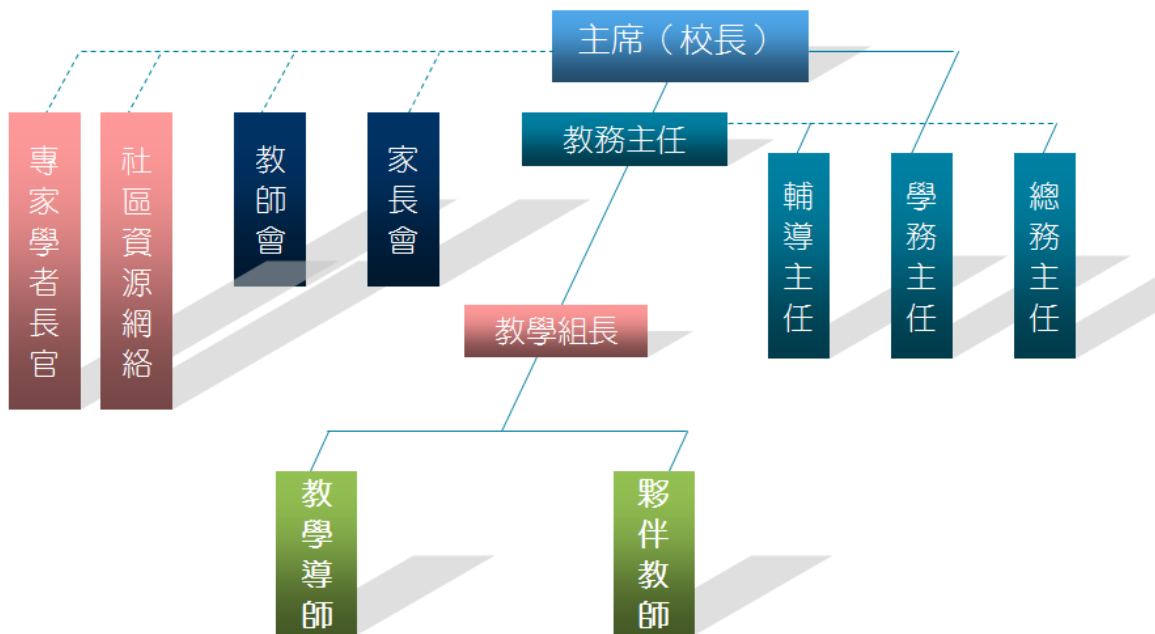 主席（校長）
教務主任
專家學者長官
社區資源網絡
教師會
家長會
輔導主任
學務主任
總務主任
教學組長
教學導師
夥伴教師